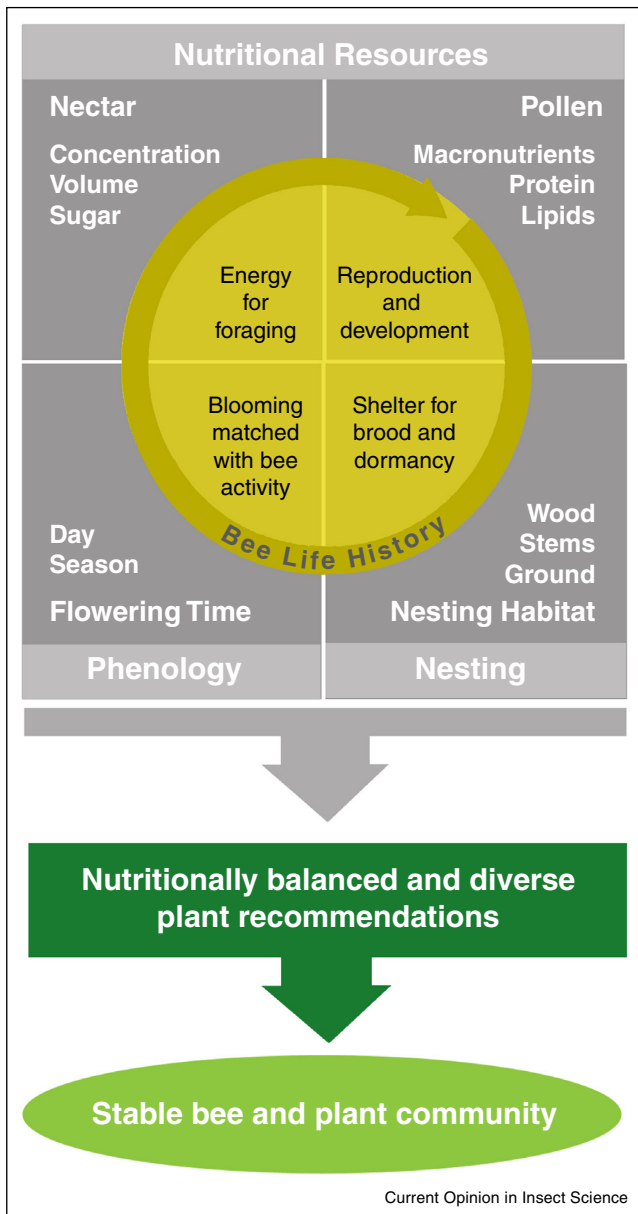 Nutritional Resources
Nectar
Concentration
Volume
Sugar
Pollen
Macronutrients
Protein
Lipids
Energy
for
foraging
Reproduction
and
development
Blooming
matched
with bee
activity
Shelter for
brood and
dormancy
Bee Life History
Day
Season
Flowering Time
Wood
Stems
Ground
Nesting Habitat
Phenology
Nesting
Nutritionally balanced and diverse
plant recommendations
Stable bee and plant community
Current Opinion in Insect Science